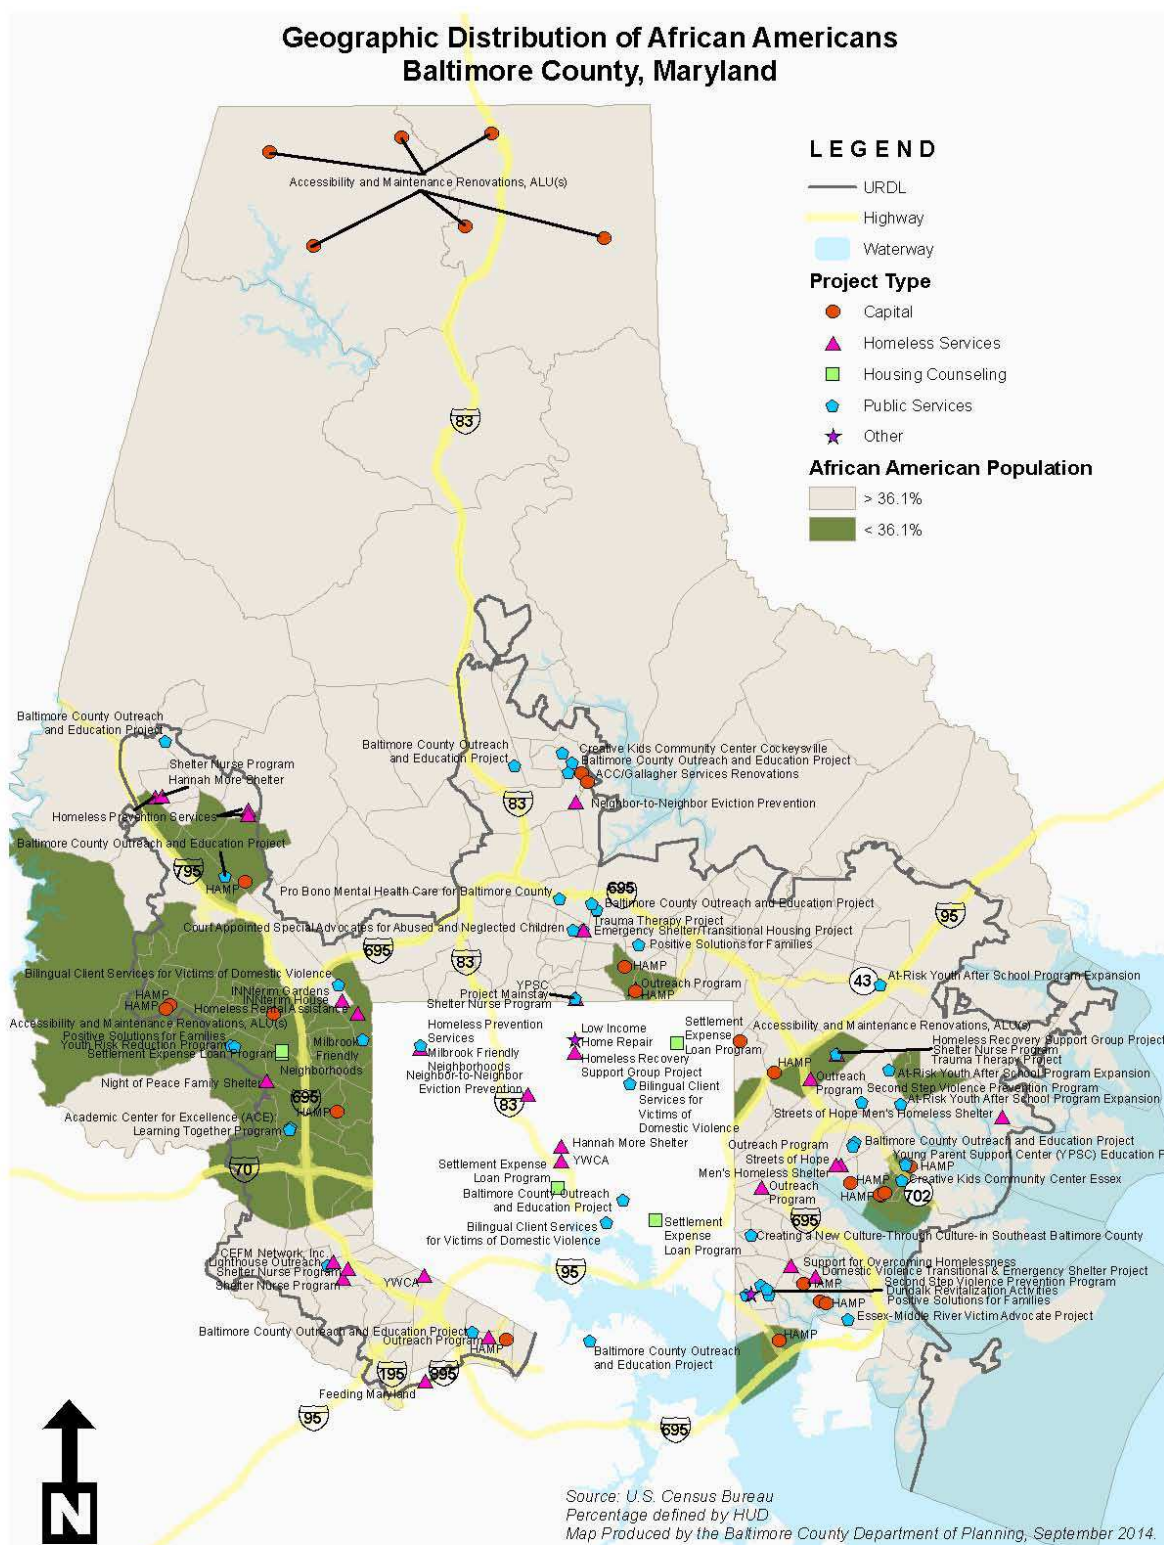 Geographic Distribution of African Americans
Baltimore County, Maryland
LEGEND
URDL
Highway
Waterway
Project Type
Capital
Homeless Services
Housing Counseling
Public Services
Other
African American Population
> 36.1%
< 36.1%
Accessibility and Maintenance Renovations, ALU(s)
83
Baltimore County Outreach
and Education Project
Shelter Nurse Program
Hannah More Shelter
Homeless Prevention Services
Baltimore County Outreach and Education Project
795
HAMP
Baltimore County Outreach
and Education Project
Creative Kids Community Center Cockeysville
Baltimore County Outreach and Education Project
ACC/Gallagher Services Renovations
Neighbor-to-Neighbor Eviction Prevention
83
Pro Bono Mental Health Care for Baltimore County
695
Baltimore County Outreach and Education Project
Trauma Therapy Project
Court Appointed Special Advocates for Abused and Neglected Children
Emergency Shelter/Transitional Housing Project
Positive Solutions for Families
695
83
95
43
HAMP
Outreach Program
HAMP
YPSC
Project Mainstay
Shelter Nurse Program
At-Risk Youth After School Program Expansion
Bilingual Client Services for Victims of Domestic Violence
INNterim Gardens
INNterim House
HAMP
HAMP
Homeless Rental Assistance
Accessibility and Maintenance Renovations, ALU(s)
Positive Solutions for Families
Youth Risk Reduction Program
Settlement Expense Loan Program
Milbrook
Friendly
Neighborhoods
Night of Peace Family Shelter
695
HAMP
Academic Center for Excellence (ACE):
Learning Together Program
70
Homeless Prevention
Services
Milbrook Friendly
Neighborhoods
Neighbor-to-Neighbor
Eviction Prevention
83
Low Income
Home Repair
Homeless Recovery
Support Group Project
Settlement
Expense
Loan Program
Bilingual Client
Services for
Victims of
Domestic Violence
Hannah More Shelter
YWCA
Settlement Expense
Loan Program
Baltimore County Outreach
and Education Project
Bilingual Client Services
for Victims of Domestic Violence
Settlement
Expense
Loan Program
95
Accessibility and Maintenance Renovations, ALU(s)
Homeless Recovery Support Group Project
Shelter Nurse Program
Trauma Therapy Project
HAMP
Outreach
Program
At-Risk Youth After School Program Expansion
Second Step Violence Prevention Program
At-Risk Youth After School Program Expansion
Streets of Hope Men's Homeless Shelter
Outreach Program
Baltimore County Outreach and Education Project
Streets of Hope
Men's Homeless Shelter
Young Parent Support Center (YPSC) Education P
HAMP
HAMP
Creative Kids Community Center Essex
HAMP
702
Outreach
Program
695
Creating a New Culture-Through Culture-in Southeast Baltimore County
Support for Overcoming Homelessness
Domestic Violence Transitional & Emergency Shelter Project
HAMP
Second Step Violence Prevention Program
Dundalk Revitalization Activities
Positive Solutions for Families
HAMP
Essex-Middle River Victim Advocate Project
HAMP
CEFM Network, Inc.
Lighthouse Outreach
Shelter Nurse Program
Shelter Nurse Program
YWCA
Baltimore County Outreach and Education Project
Outreach Program
HAMP
Baltimore County Outreach
and Education Project
195
895
Feeding Maryland
95
695
N
Source: U.S. Census Bureau
Percentage defined by HUD
Map Produced by the Baltimore County Department of Planning, September 2014.